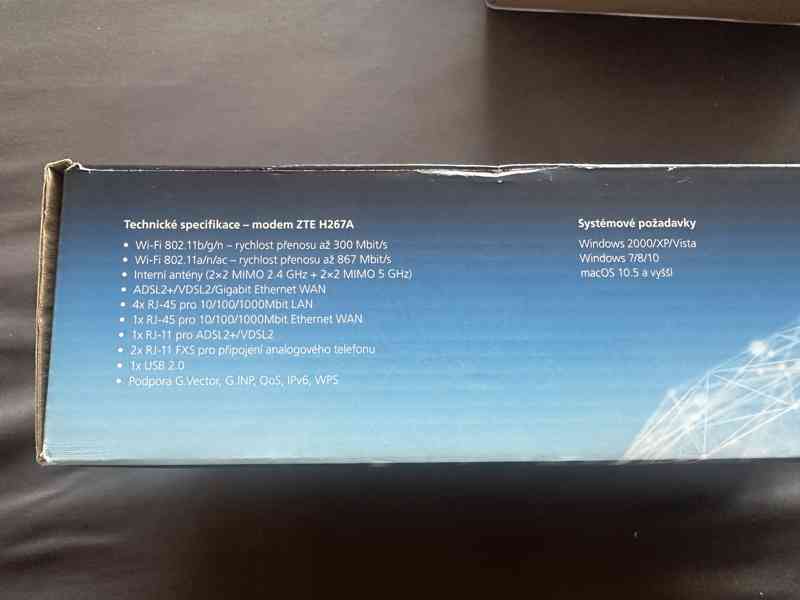 Technické specifikace – modem ZTE H267A
• Wi-Fi 802.11b/g/n – rychlost přenosu až 300 Mbit/s
• Wi-Fi 802.11a/n/ac – rychlost přenosu až 867 Mbit/s
• Interní antény (2×2 MIMO 2.4 GHz + 2×2 MIMO 5 GHz)
• ADSL2+/VDSL2/Gigabit Ethernet WAN
• 4x RJ-45 pro 10/100/1000Mbit LAN
• 1x RJ-45 pro 10/100/1000Mbit Ethernet WAN
• 1x RJ-11 pro ADSL2+/VDSL2
• 2x RJ-11 FXS pro připojení analogového telefonu
• 1x USB 2.0
• Podpora G.Vector, G.INP, QoS, IPv6, WPS
Systémové požadavky
Windows 2000/XP/Vista
Windows 7/8/10
macOS 10.5 a vyšší